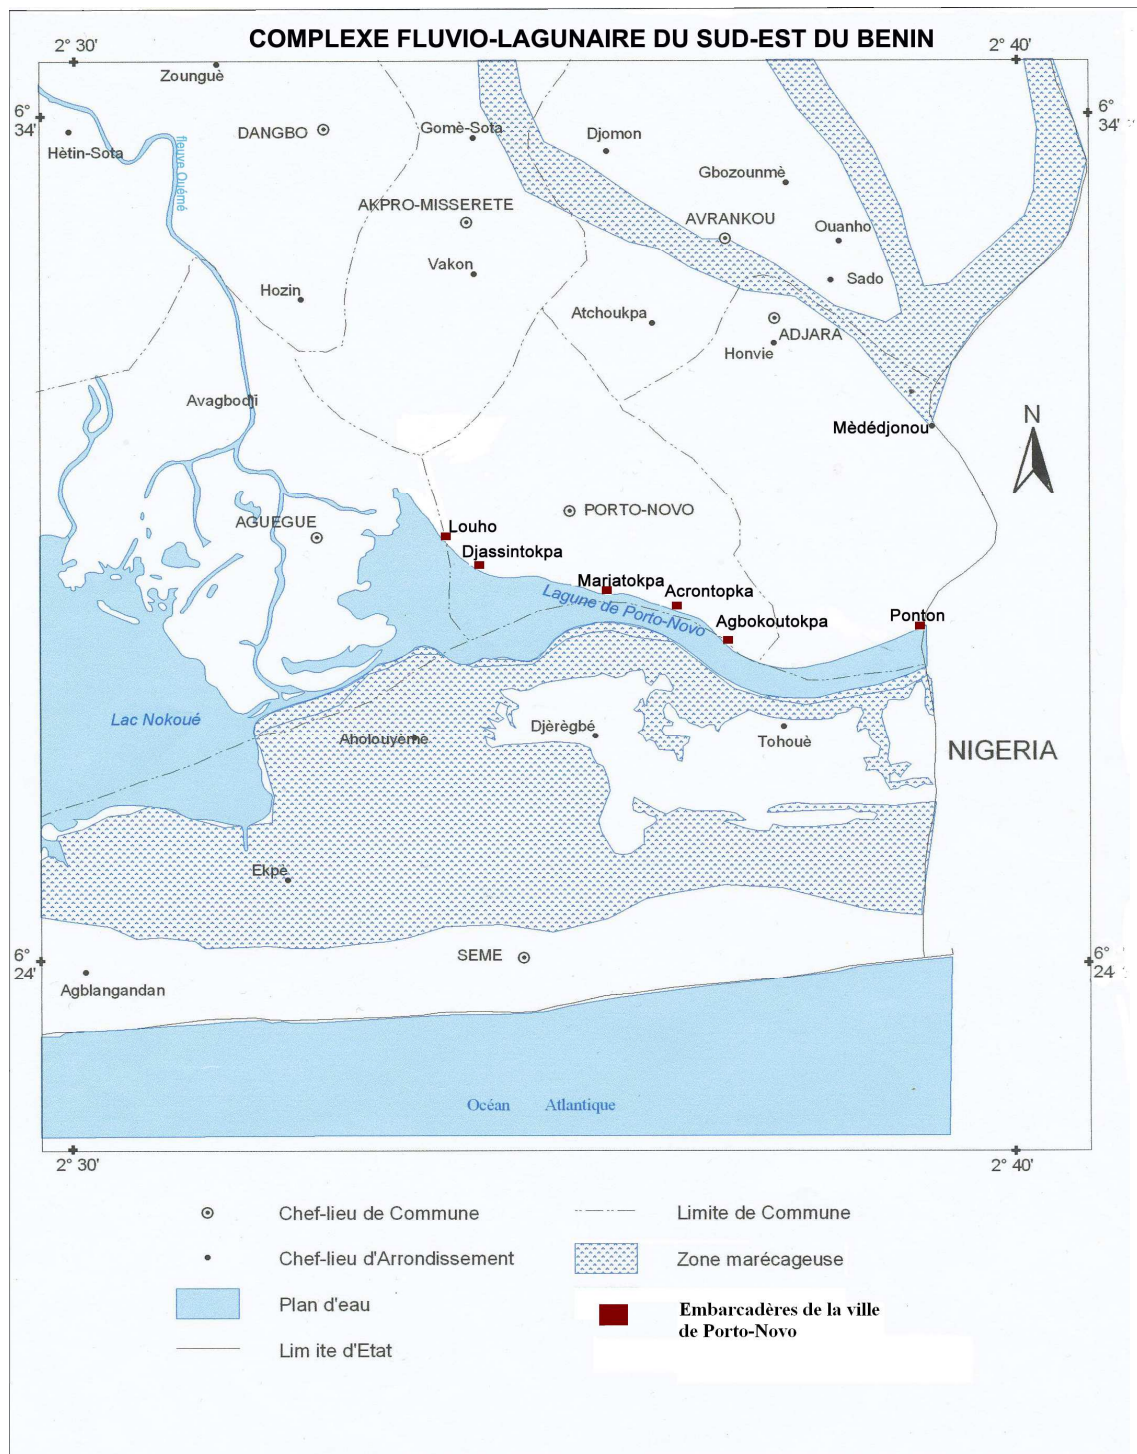 COMPLEXE FLUVIO-LAGUNAIRE DU SUD-EST DU BENIN
2° 30'
2° 40'
Zounguè
6°
34'
6°
34'
DANGBO
Gomè-Sota
Djomon
Hètin-Sota
fleuve Ouémé
Gbozounmè
AKPRO-MISSERETE
AVRANKOU
Ouanho
Vakon
Sado
Hozin
Atchoukpa
ADJARA
Honvie
Avagbodji
N
Mèdédjonou
PORTO-NOVO
AGUEGUE
Louho
Djassintokpa
Mariatokpa
Acrontopka
Lagune de Porto-Novo
Agbokoutokpa
Ponton
Lac Nokoué
Aholouyèmè
Djèrègbé
Tohouè
NIGERIA
Ekpè
SEME
6°
24'
6°
24'
Agblangandan
Océan Atlantique
2° 30'
2° 40'
Chef-lieu de Commune
Limite de Commune
Chef-lieu d'Arrondissement
Zone marécageuse
Plan d'eau
Embarcadères de la ville
de Porto-Novo
Lim ite d'Etat